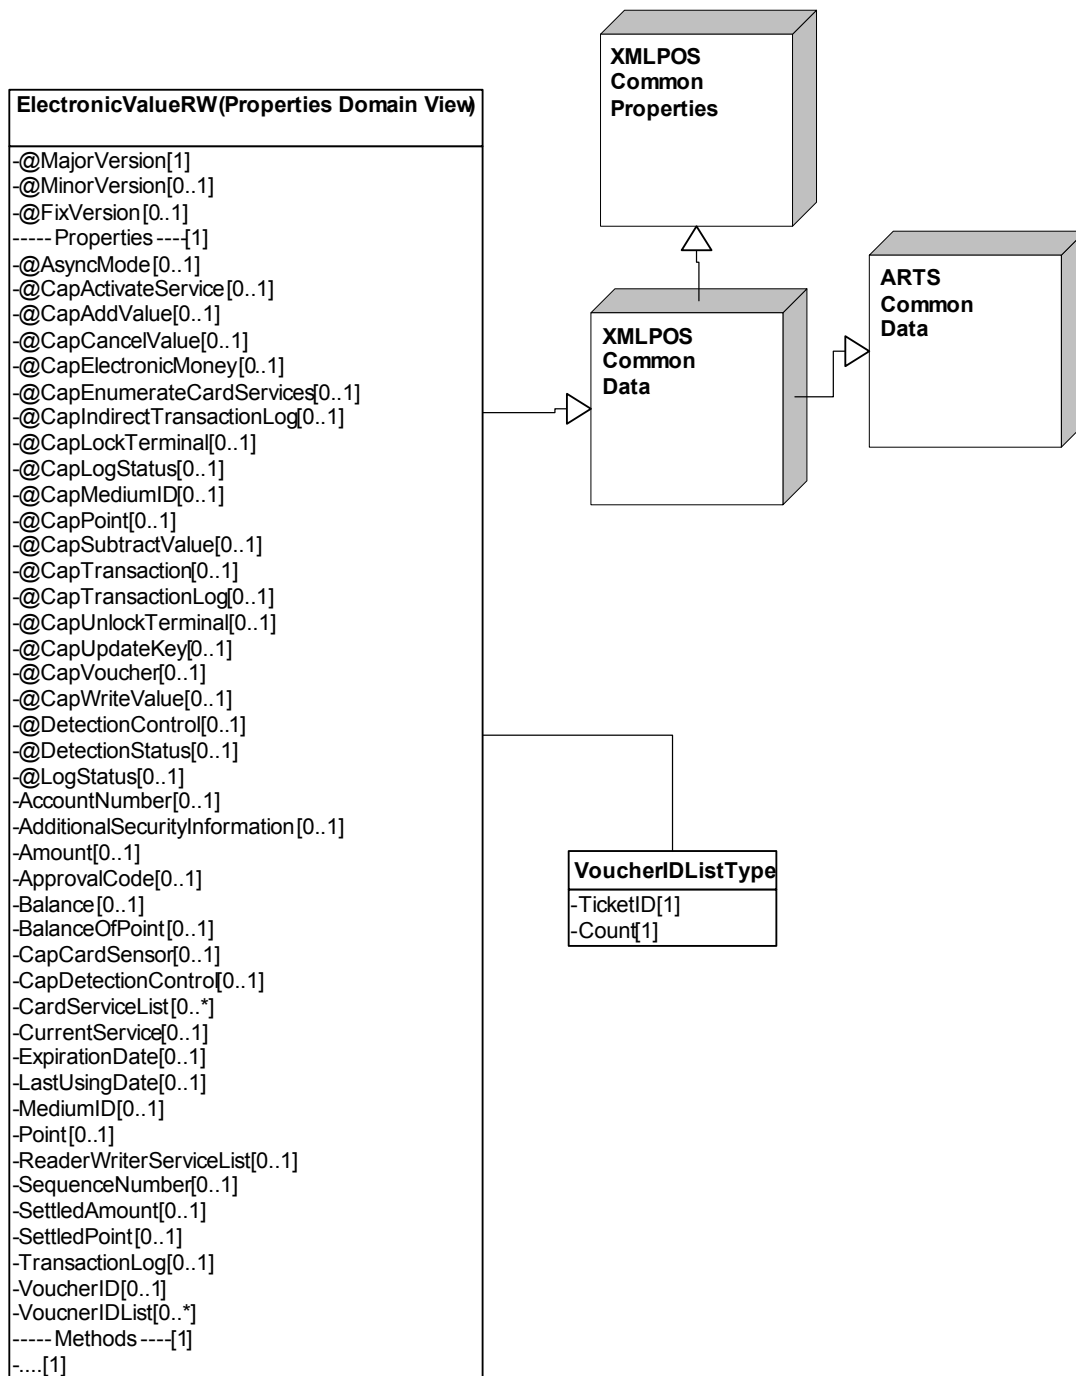 XMLPOS
Common
Properties
ElectronicValueRW(Properties Domain View)
-@MajorVersion[1]
-@MinorVersion[0..1]
-@FixVersion[0..1]
-----Properties----[1]
-@AsyncMode[0..1]
-@CapActivateService[0..1]
-@CapAddValue[0..1]
-@CapCancelValue[0..1]
-@CapElectronicMoney[0..1]
-@CapEnumerateCardServices[0..1]
-@CapIndirectTransactionLog[0..1]
-@CapLockTerminal[0..1]
-@CapLogStatus[0..1]
-@CapMediumID[0..1]
-@CapPoint[0..1]
-@CapSubtractValue[0..1]
-@CapTransaction[0..1]
-@CapTransactionLog[0..1]
-@CapUnlockTerminal[0..1]
-@CapUpdateKey[0..1]
-@CapVoucher[0..1]
-@CapWriteValue[0..1]
-@DetectionControl[0..1]
-@DetectionStatus[0..1]
-@LogStatus[0..1]
-AccountNumber[0..1]
-AdditionalSecurityInformation[0..1]
-Amount[0..1]
-ApprovalCode[0..1]
-Balance[0..1]
-BalanceOfPoint[0..1]
-CapCardSensor[0..1]
-CapDetectionControl[0..1]
-CardServiceList[0..*]
-CurrentService[0..1]
-ExpirationDate[0..1]
-LastUsingDate[0..1]
-MediumID[0..1]
-Point[0..1]
-ReaderWriterServiceList[0..1]
-SequenceNumber[0..1]
-SettledAmount[0..1]
-SettledPoint[0..1]
-TransactionLog[0..1]
-VoucherID[0..1]
-VoucnerIDList[0..*]
-----Methods----[1]
-....[1]
ARTS
Common
Data
XMLPOS
Common
Data
VoucherIDListType
-TicketID[1]
-Count[1]